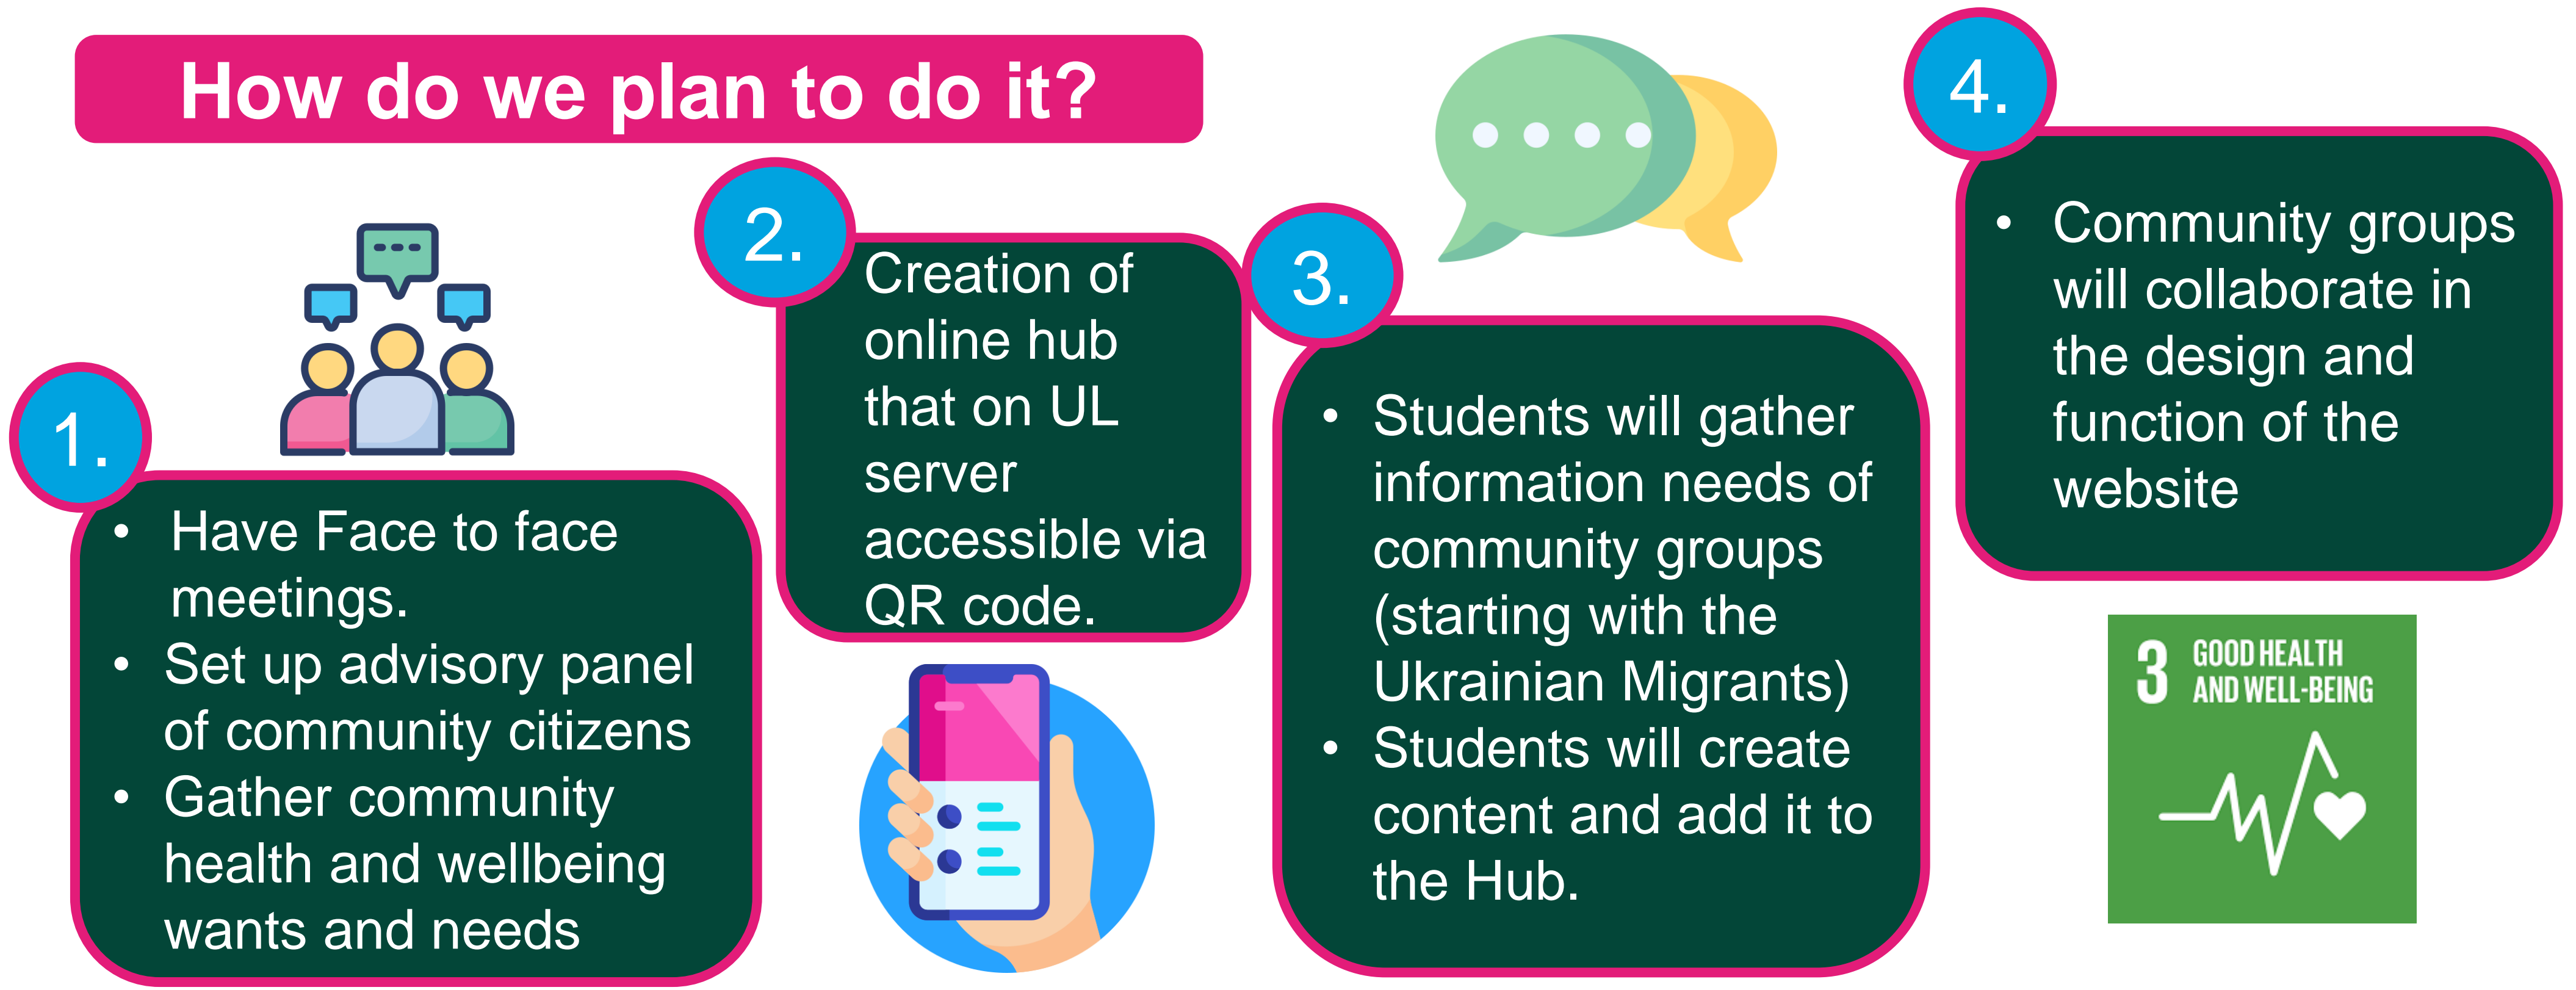 How do we plan to do it?
1.
• Have Face to face
meetings.
• Set up advisory panel
of community citizens
• Gather community
health and wellbeing
wants and needs
2.
Creation of
online hub
that on UL
server
accessible via
QR code.
3.
• Students will gather
information needs of
community groups
(starting with the
Ukrainian Migrants)
• Students will create
content and add it to
the Hub.
4.
• Community groups
will collaborate in
the design and
function of the
website
3 GOOD HEALTH
AND WELL-BEING